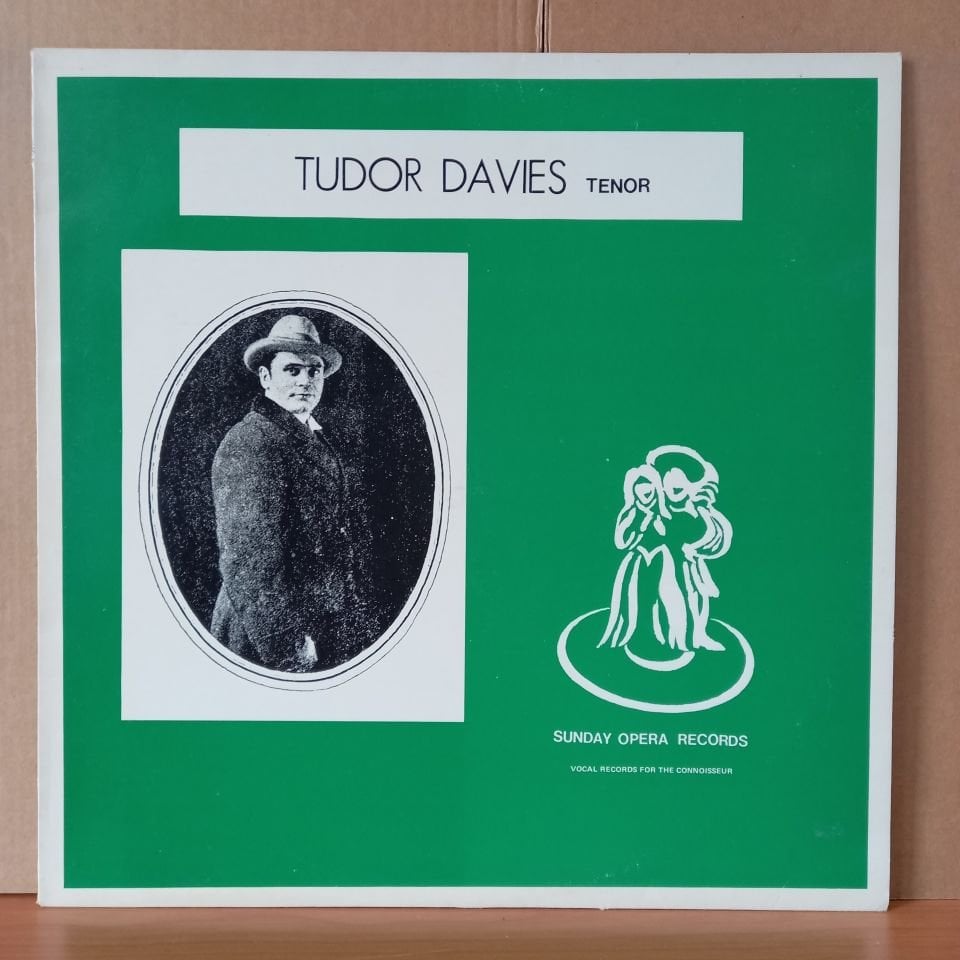 TUDOR DAVIES TENOR
SUNDAY OPERA RECORDS
VOCAL RECORDS FOR THE CONNOISSEUR